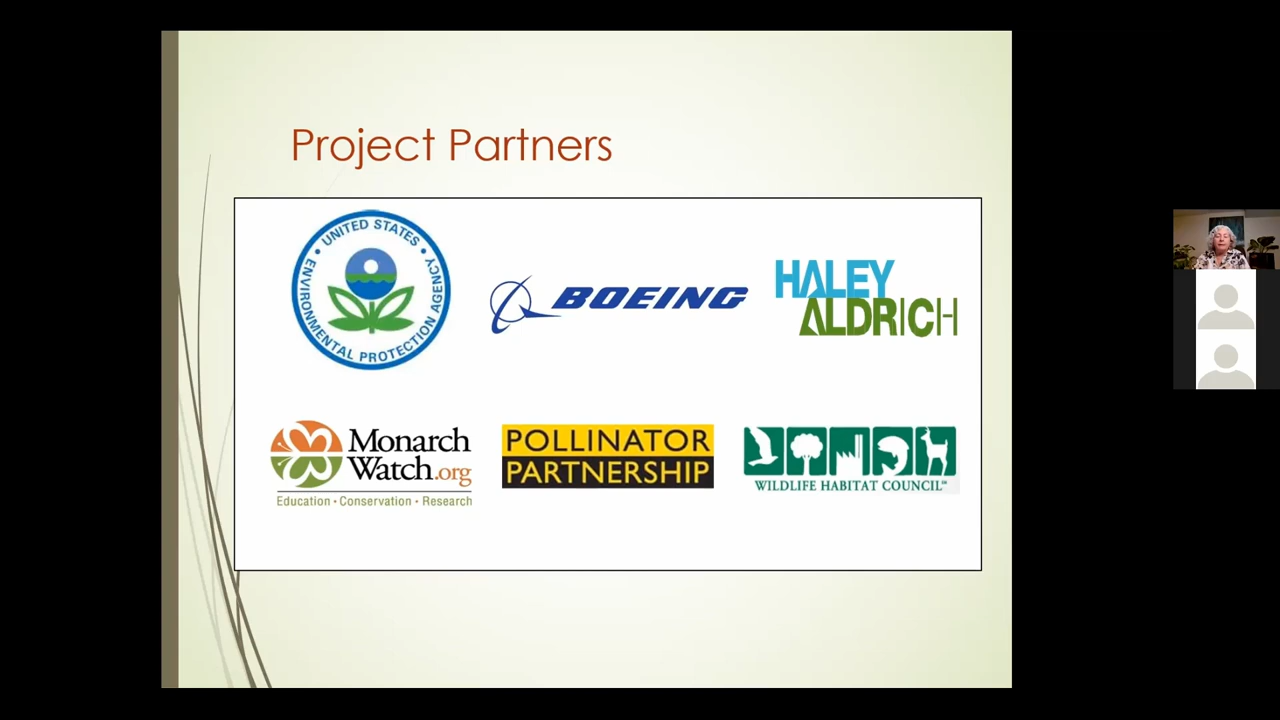 Project Partners
UNITED STATES
ENVIRONMENTAL PROTECTION AGENCY
BOEING
HALEY
ALDRICH
Monarch
Watch.org
Education • Conservation • Research
POLLINATOR
PARTNERSHIP
WILDLIFE HABITAT COUNCIL℠